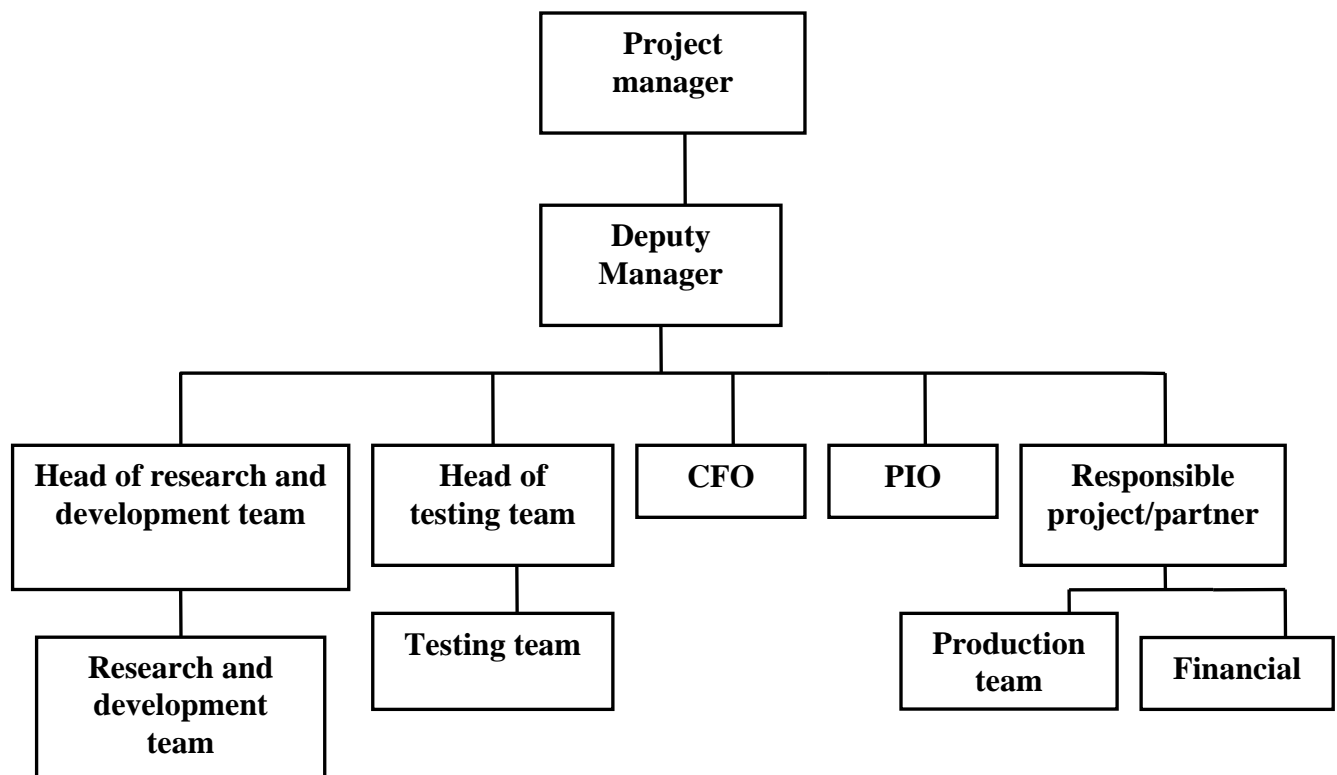 Project
manager
Deputy
Manager
Head of research and
development team
Head of
testing team
CFO
PIO
Responsible
project/partner
Research and
development
team
Testing team
Production
team
Financial